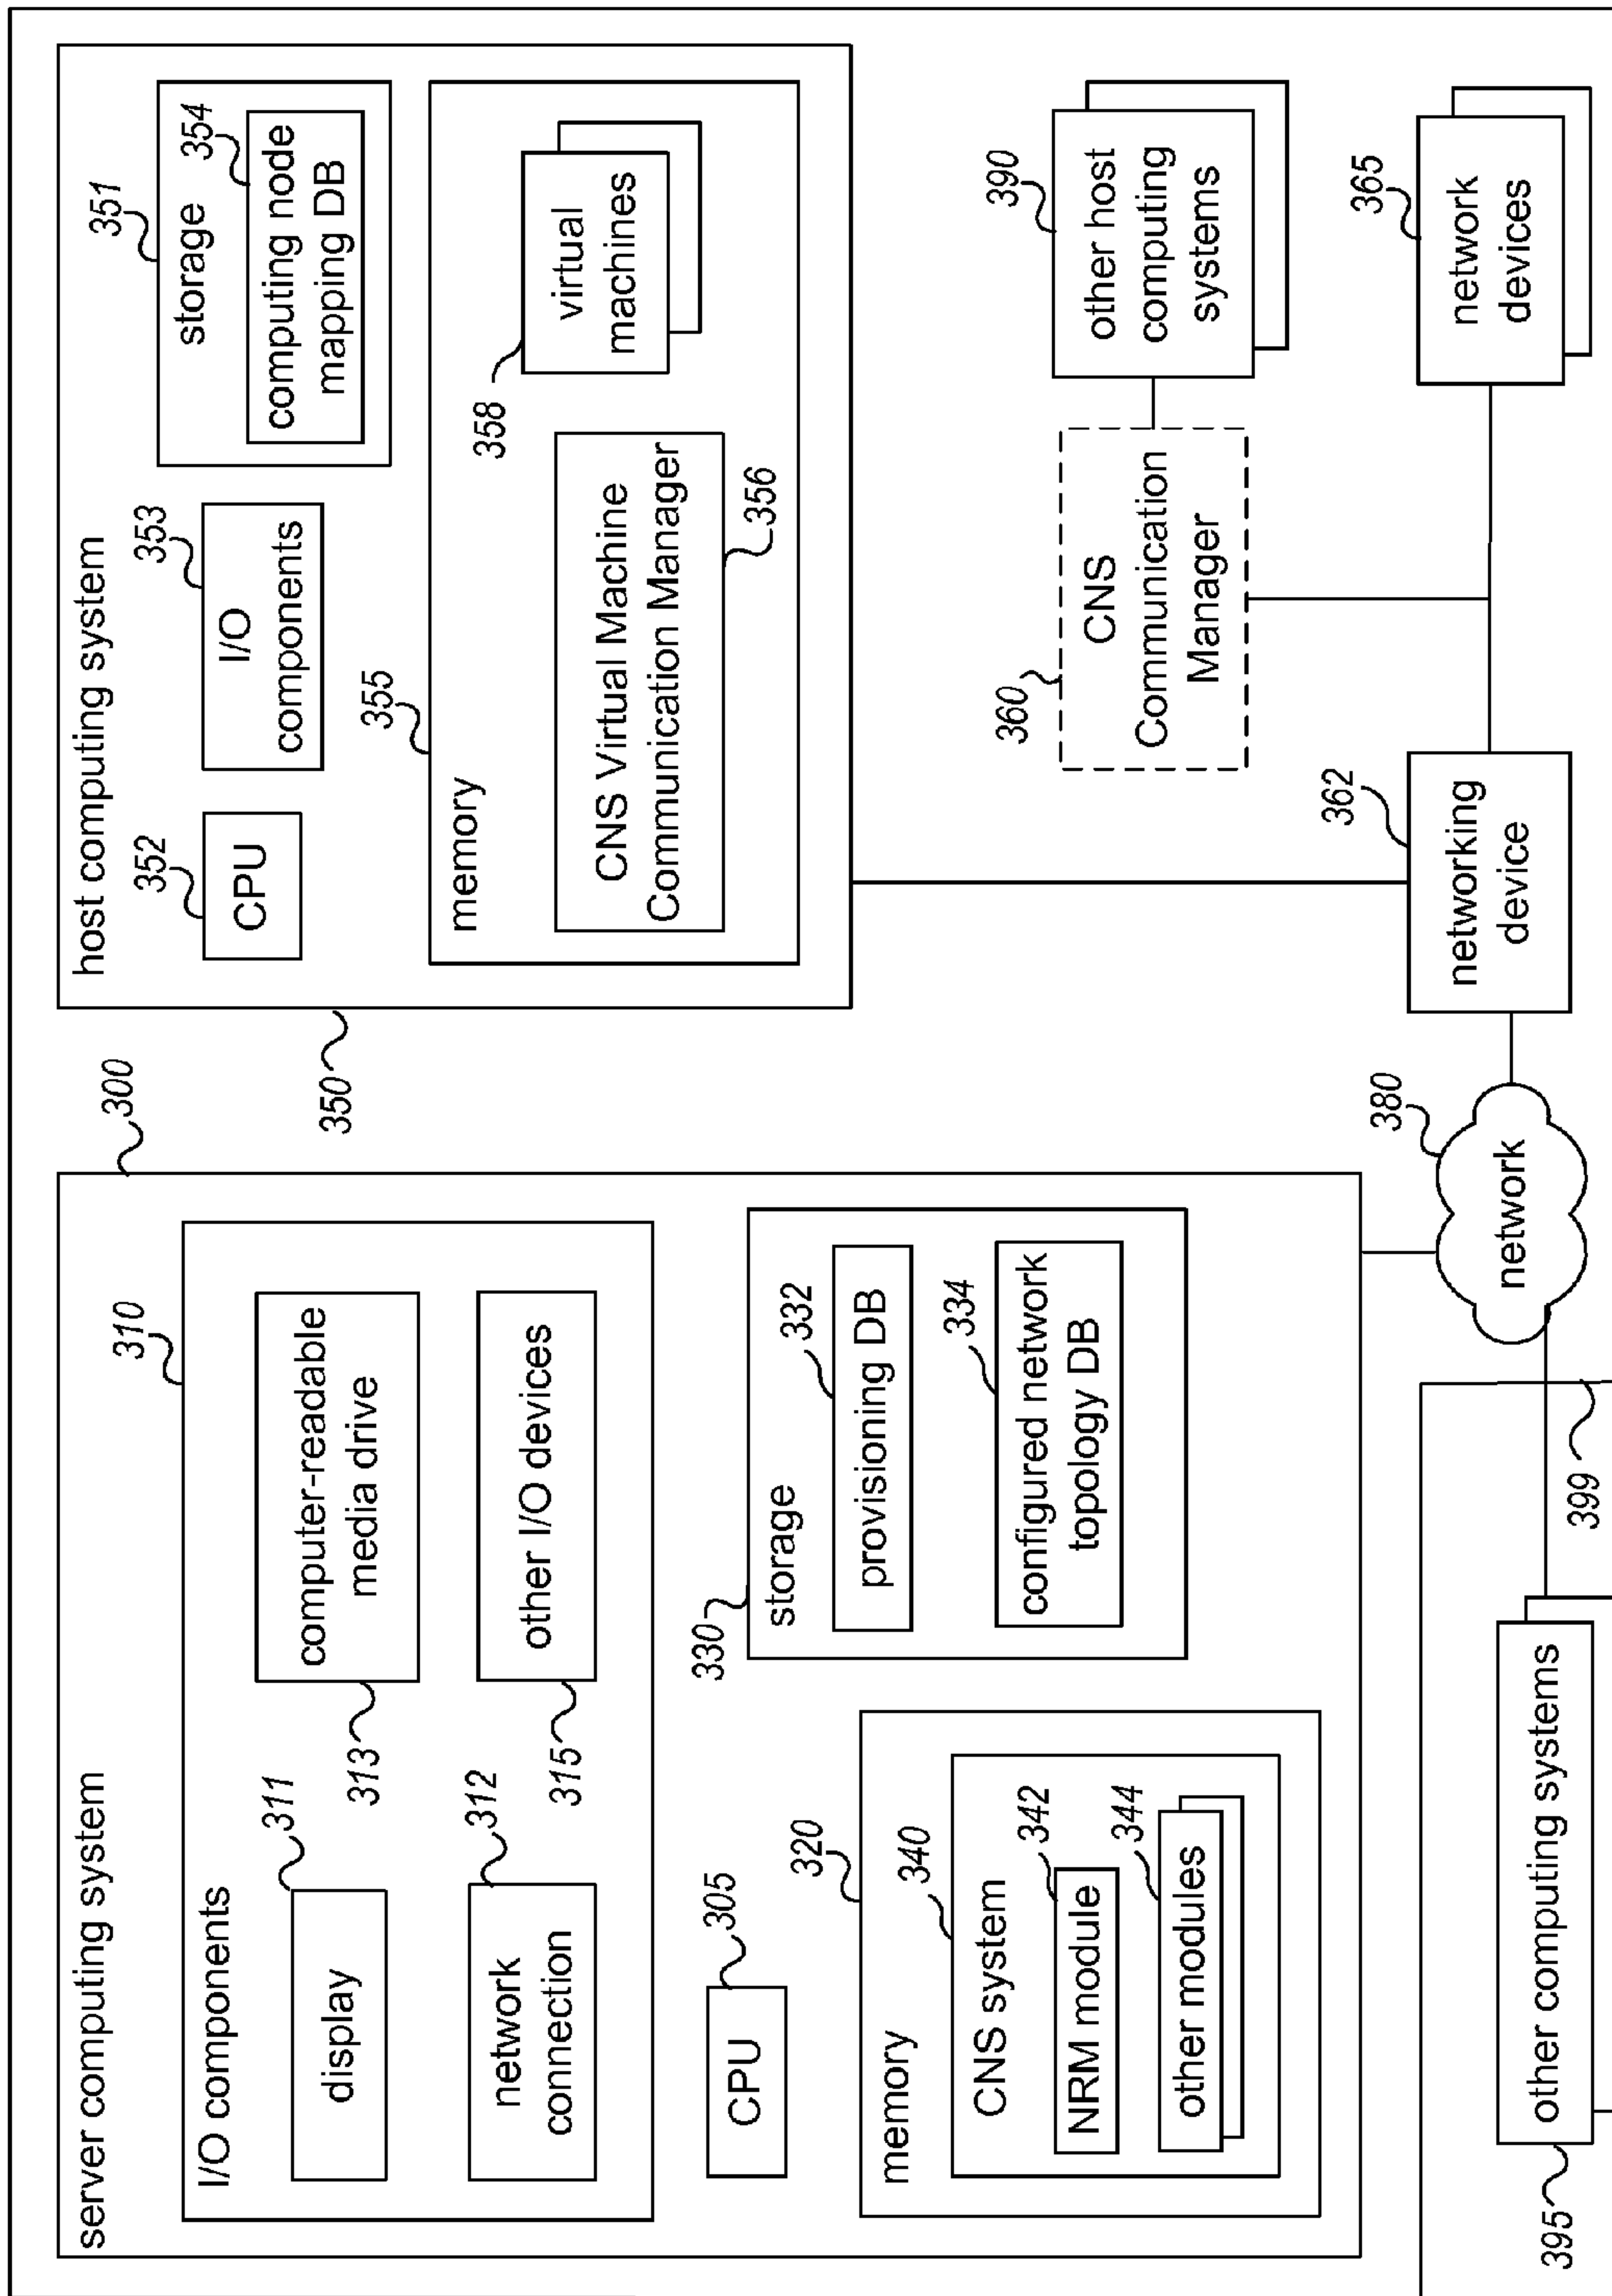 server computing system
300
I/O components
310
311
display
computer-readable
media drive
313
312
network
connection
other I/O devices
315
CPU
305
memory
320
CNS system
340
NRM module
342
other modules
344
storage
330
provisioning DB
332
configured network
topology DB
334
host computing system
350
CPU
352
I/O
components
353
storage
351
computing node
mapping DB
354
memory
355
CNS Virtual Machine
Communication Manager
356
virtual
machines
358
CNS
Communication
Manager
360
other host
computing
systems
390
networking
device
362
network
devices
365
network
380
399
other computing systems
395